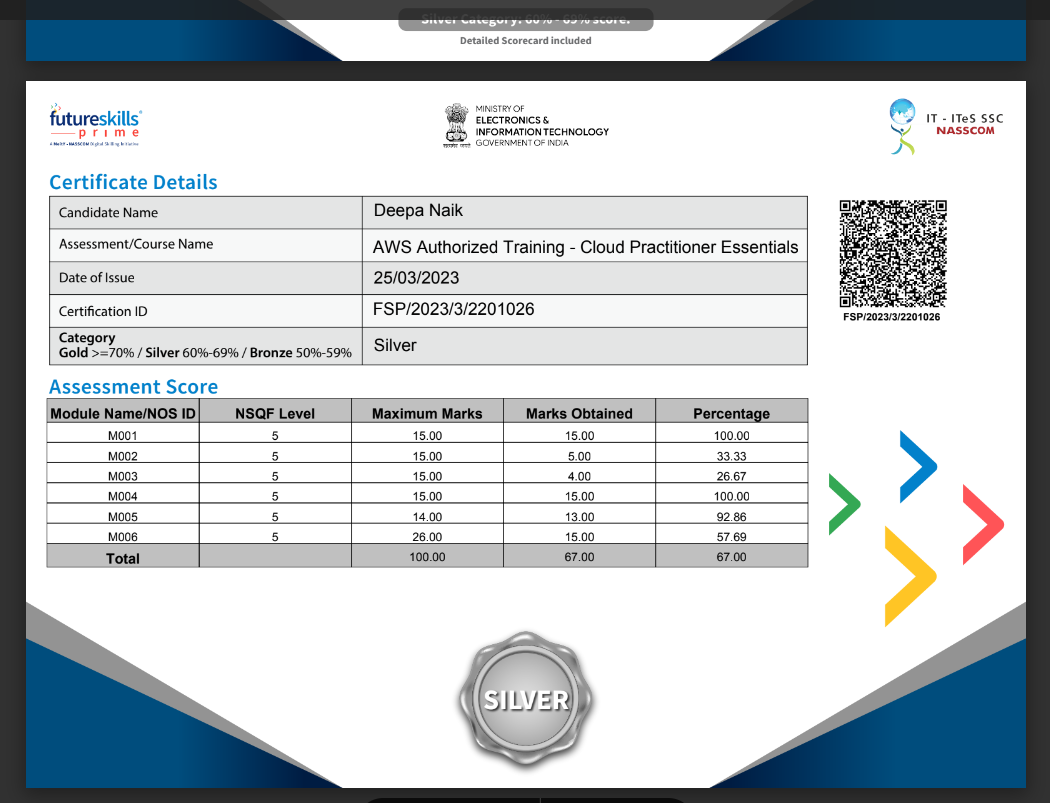 Silver Category: 60% - 69% score.
Detailed Scorecard included
futureskills
prime
A MeitY - NASSCOM Digital Skilling Initiative
MINISTRY OF
ELECTRONICS &
INFORMATION TECHNOLOGY
GOVERNMENT OF INDIA
सत्यमेव जयते
IT - ITeS SSC
NASSCOM
Certificate Details
Candidate Name Deepa Naik
Assessment/Course Name AWS Authorized Training - Cloud Practitioner Essentials
Date of Issue 25/03/2023
Certification ID FSP/2023/3/2201026
Category
Gold >=70% / Silver 60%-69% / Bronze 50%-59% Silver
FSP/2023/3/2201026
Assessment Score
Module Name/NOS ID NSQF Level Maximum Marks Marks Obtained Percentage
M001 5 15.00 15.00 100.00
M002 5 15.00 5.00 33.33
M003 5 15.00 4.00 26.67
M004 5 15.00 15.00 100.00
M005 5 14.00 13.00 92.86
M006 5 26.00 15.00 57.69
Total 100.00 67.00 67.00
SILVER